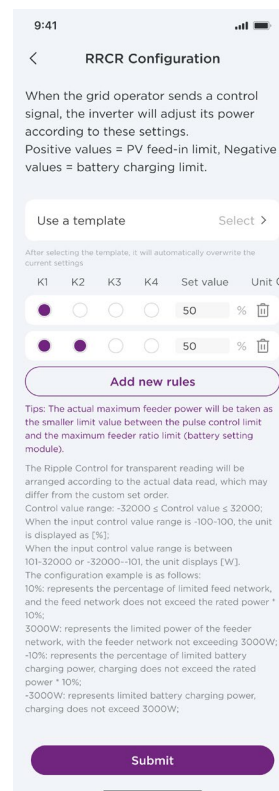 9:41
RRCR Configuration
When the grid operator sends a control
signal, the inverter will adjust its power
according to these settings.
Positive values = PV feed-in limit, Negative
values = battery charging limit.
Use a template Select >
After selecting the template, it will automatically overwrite the
current settings
K1 K2 K3 K4 Set value Unit
50 %
50 %
Add new rules
Tips: The actual maximum feeder power will be taken as
the smaller limit value between the pulse control limit
and the maximum feeder ratio limit (battery setting
module).
The Ripple Control for transparent reading will be
arranged according to the actual data read, which may
differ from the custom set order.
Control value range: -32000 ≤ Control value ≤ 32000;
When the input control value range is -100-100, the unit
is displayed as [%];
When the input control value range is between
101-32000 or -32000--101, the unit displays [W].
The configuration example is as follows:
10%: represents the percentage of limited feed network,
and the feed network does not exceed the rated power *
10%;
3000W: represents the limited power of the feeder
network, with the feeder network not exceeding 3000W;
-10%: represents the percentage of limited battery
charging power, charging does not exceed the rated
power * 10%;
-3000W: represents limited battery charging power,
charging does not exceed 3000W;
Submit